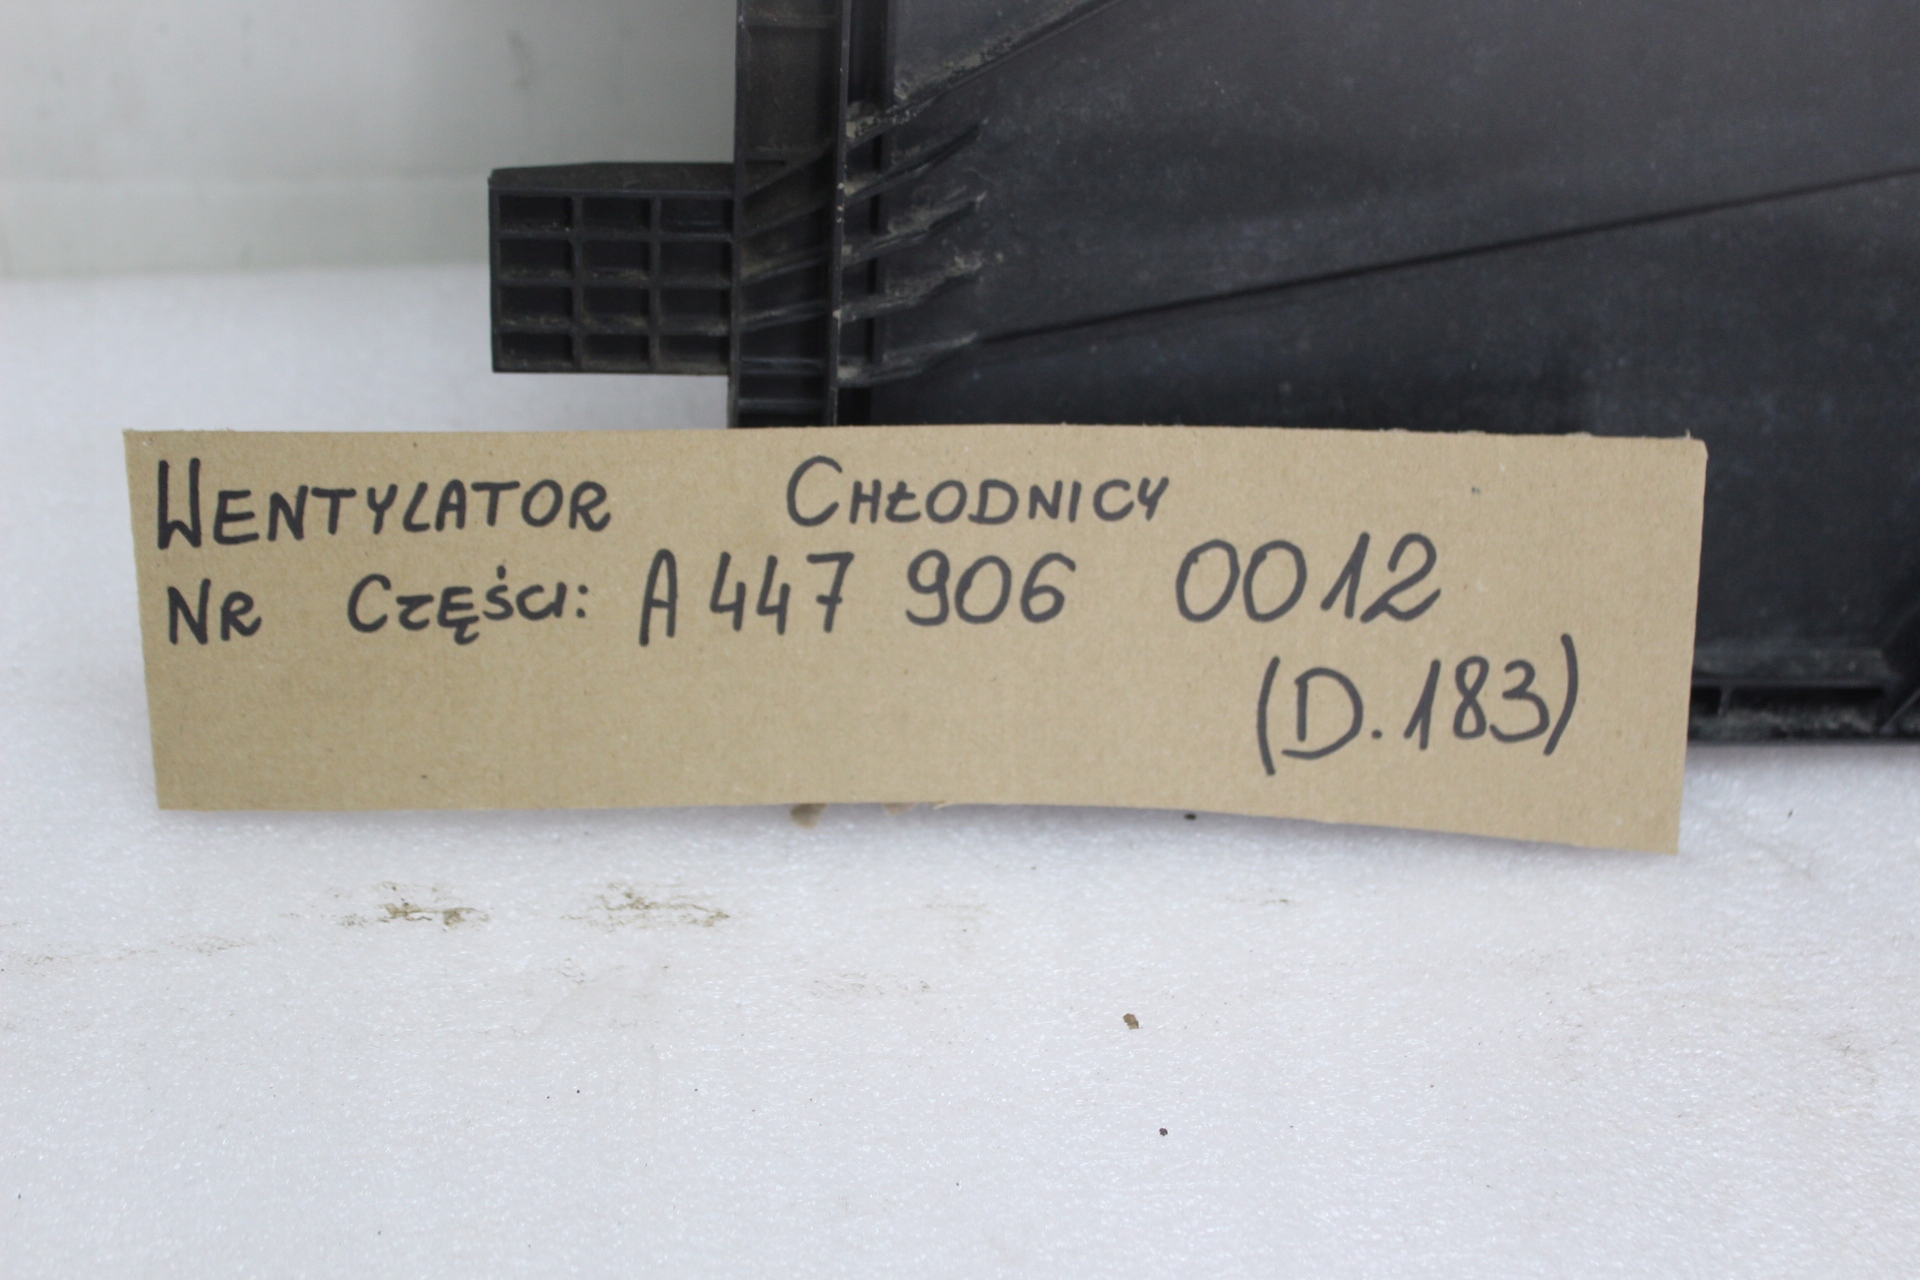 WENTYLATOR CHŁODNICY
NR CZĘŚCI: A 447 906 0012
(D.183)